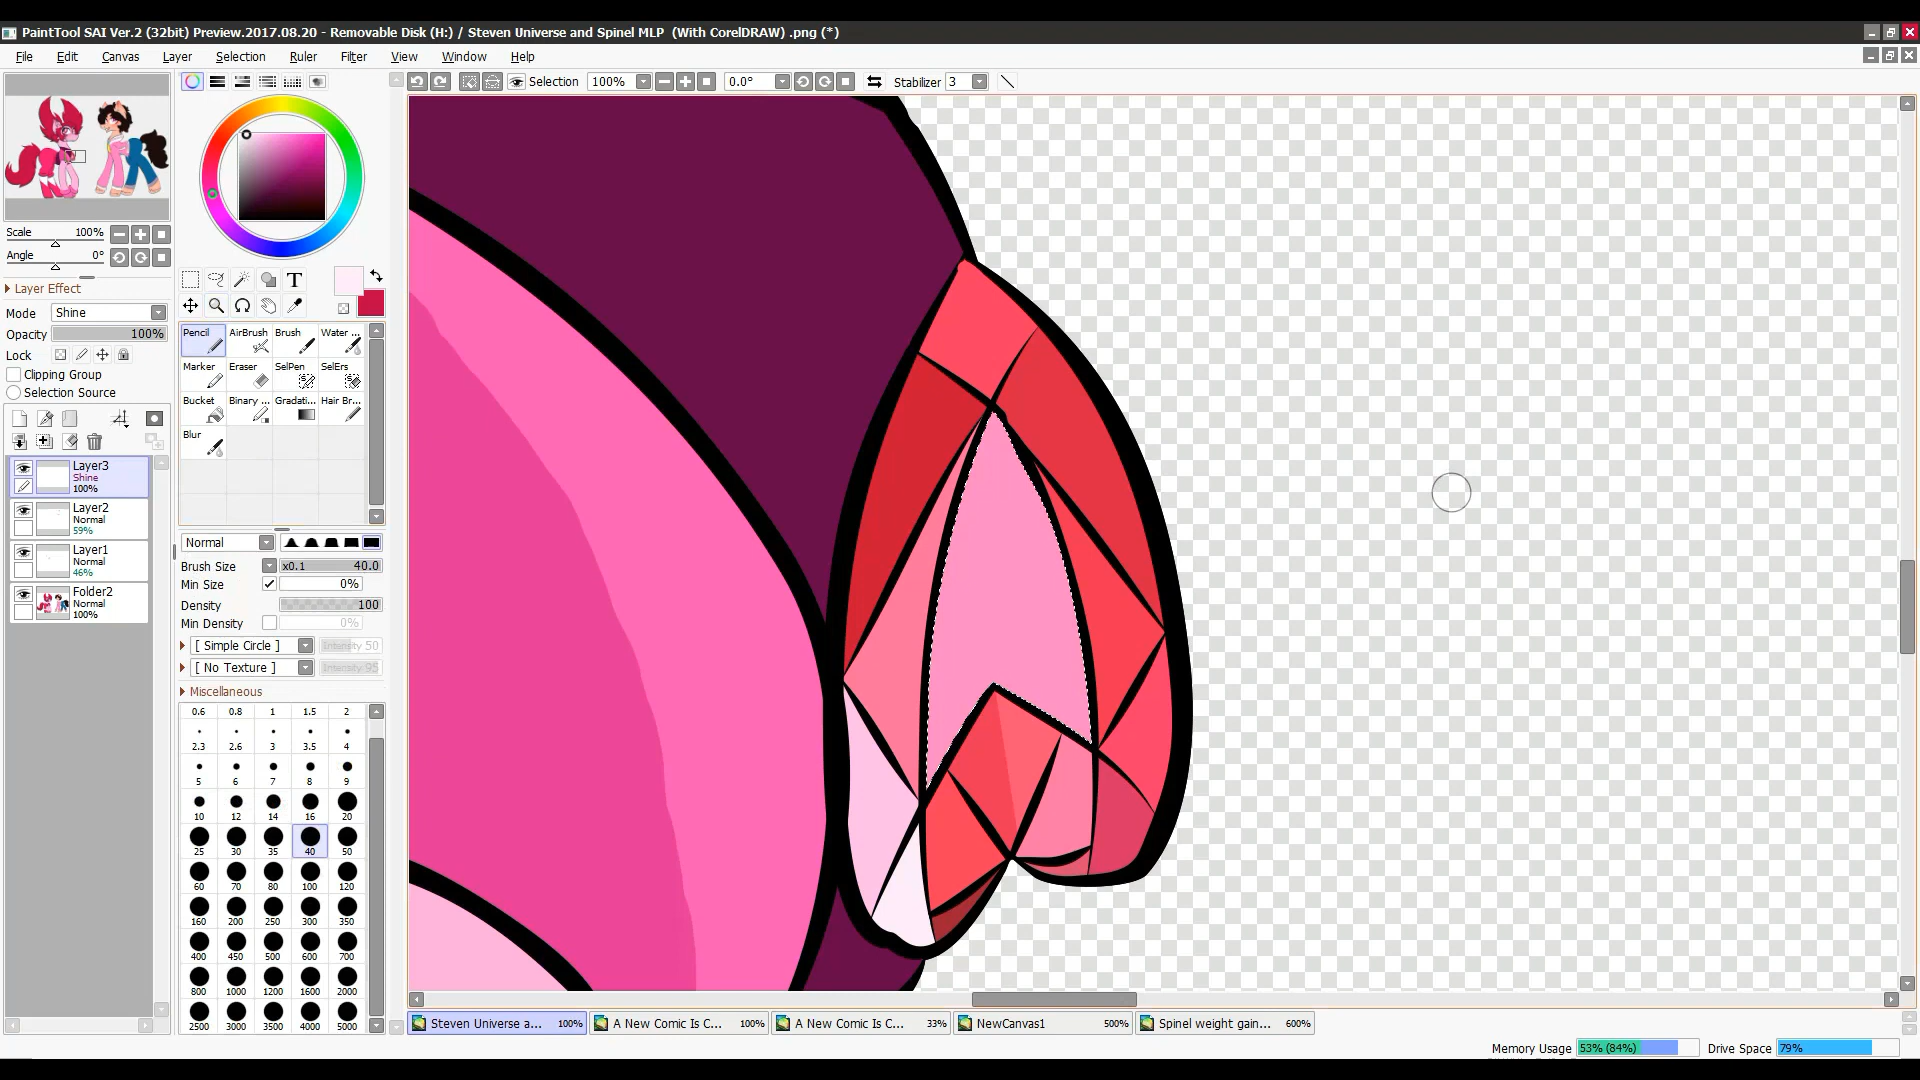 PaintTool SAI Ver.2 (32bit) Preview.2017.08.20 - Removable Disk (H:) / Steven Universe and Spinel MLP (With CorelDRAW) .png (*)
File Edit Canvas Layer Selection Ruler Filter View Window Help
Selection 100% 0.0° Stabilizer 3
Scale 100%
Angle 0°
Layer Effect
Mode Shine
Opacity 100%
Lock
Clipping Group
Selection Source
Layer3
Shine
100%
Layer2
Normal
59%
Layer1
Normal
46%
Folder2
Normal
100%
T
Pencil AirBrush Brush Water ...
Marker Eraser SelPen SelErs
Bucket Binary ... Gradati... Hair Br...
Blur
Normal
Brush Size x0.1 40.0
Min Size 0%
Density 100
Min Density 0%
[ Simple Circle ] Intensity 50
[ No Texture ] Intensity 95
Miscellaneous
0.6 0.8 1 1.5 2
2.3 2.6 3 3.5 4
5 6 7 8 9
10 12 14 16 20
25 30 35 40 50
60 70 80 100 120
160 200 250 300 350
400 450 500 600 700
800 1000 1200 1600 2000
2500 3000 3500 4000 5000
Steven Universe a... 100% A New Comic Is C... 100% A New Comic Is C... 33% NewCanvas1 500% Spinel weight gain... 600%
Memory Usage 53% (84%) Drive Space 79%